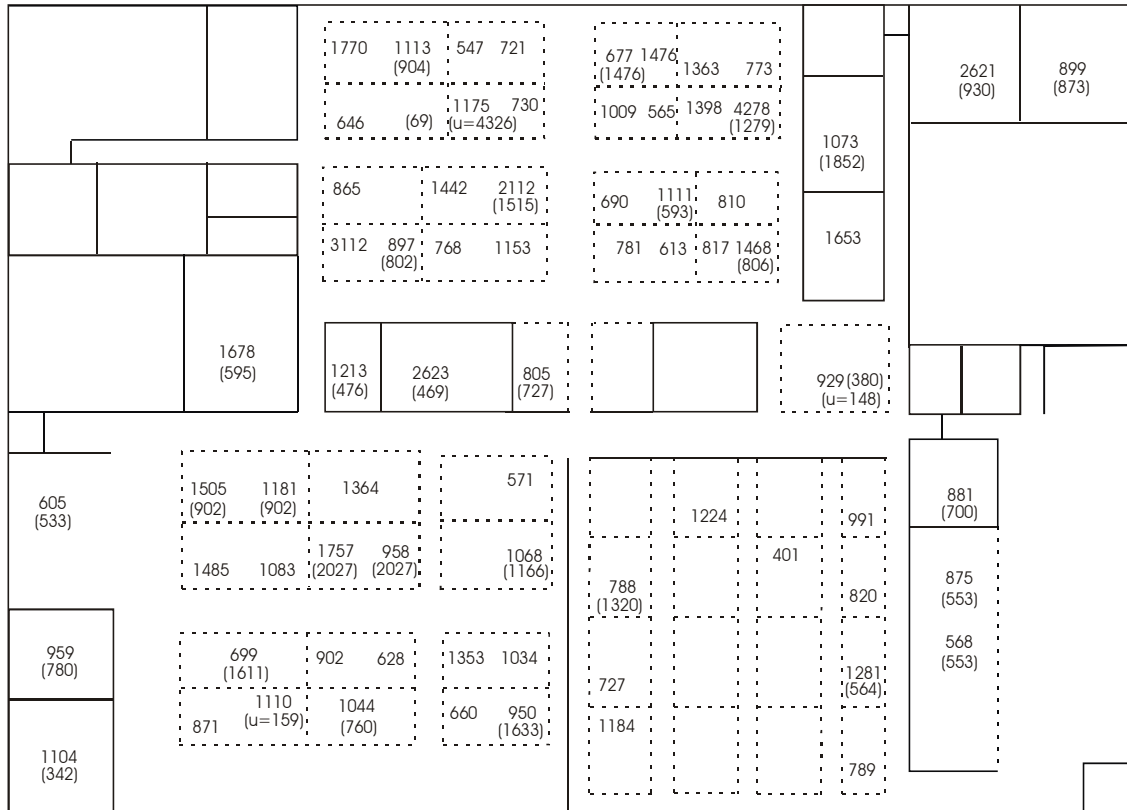 1770 1113 547 721 677 1476 1363 773 2621 899
(904) (1476) (930) (873)
646 (69) 1175 730 1009 565 1398 4278
(u=4326) (1279)
1073
(1852)
865 1442 2112 690 1111 810
(1515) (593)
3112 897 768 1153 781 613 817 1468 1653
(802) (806)
1678 1213 2623 805 929 (380)
(595) (476) (469) (727) (u=148)
1505 1181 1364 571 1224 991 881
(902) (902) (700)
605
(533)
1485 1083 1757 958 1068 401
(2027) (2027) (1166)
788 820 875
(1320) (553)
959 699 902 628 1353 1034 568
(780) (1611) (553)
727 1281
(564)
871 1110 1044 660 950 1184
(u=159) (760) (1633)
1104 789
(342)